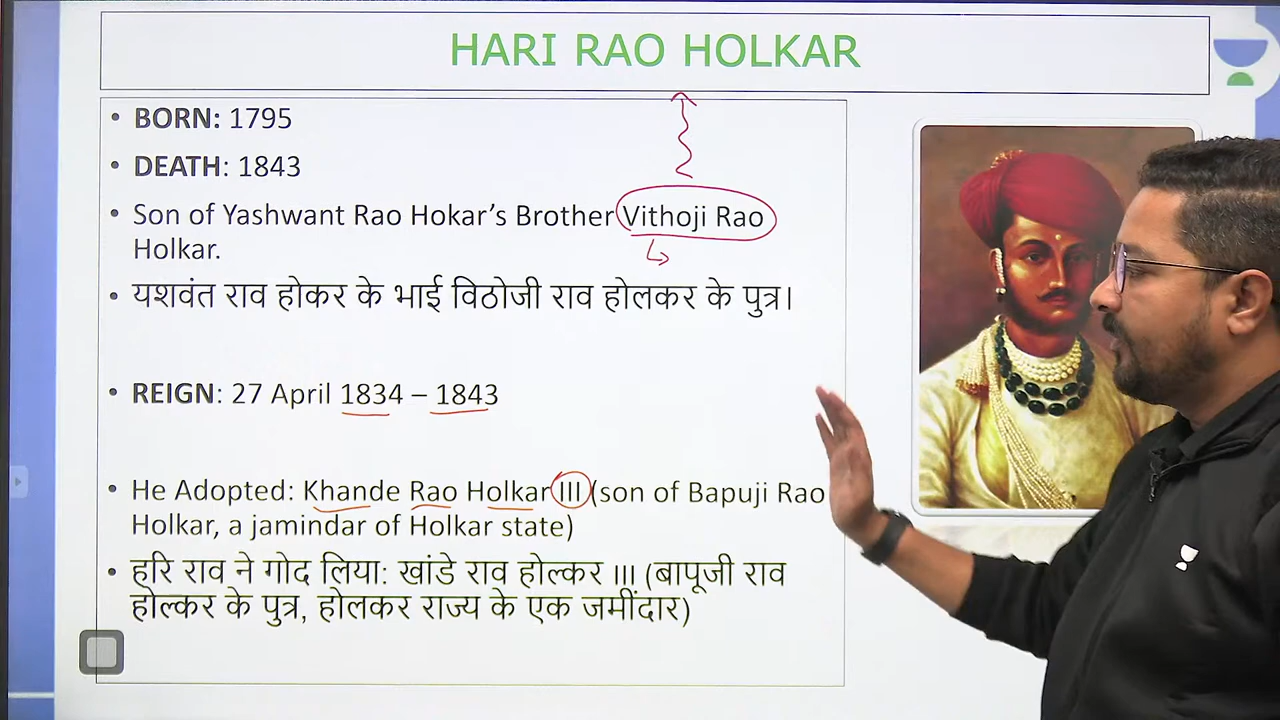 HARI RAO HOLKAR
• BORN: 1795
• DEATH: 1843
• Son of Yashwant Rao Hokar’s Brother Vithoji Rao
Holkar.
• यशवंत राव होकर के भाई विठोजी राव होलकर के पुत्र।
• REIGN: 27 April 1834 – 1843
• He Adopted: Khande Rao Holkar III (son of Bapuji Rao
Holkar, a jamindar of Holkar state)
• हरि राव ने गोद लिया: खांडे राव होल्कर III (बापूजी राव
होल्कर के पुत्र, होलकर राज्य के एक जमींदार)